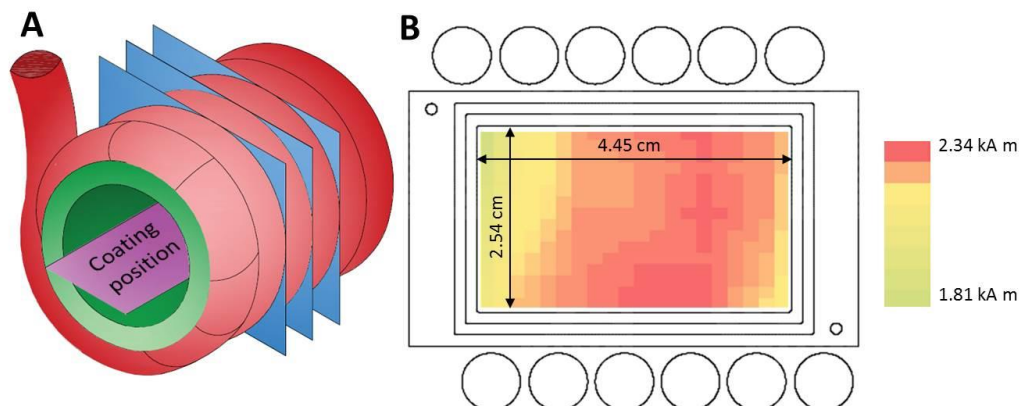 A
Coating
position
B
4.45 cm
2.54 cm
2.34 kA m
1.81 kA m